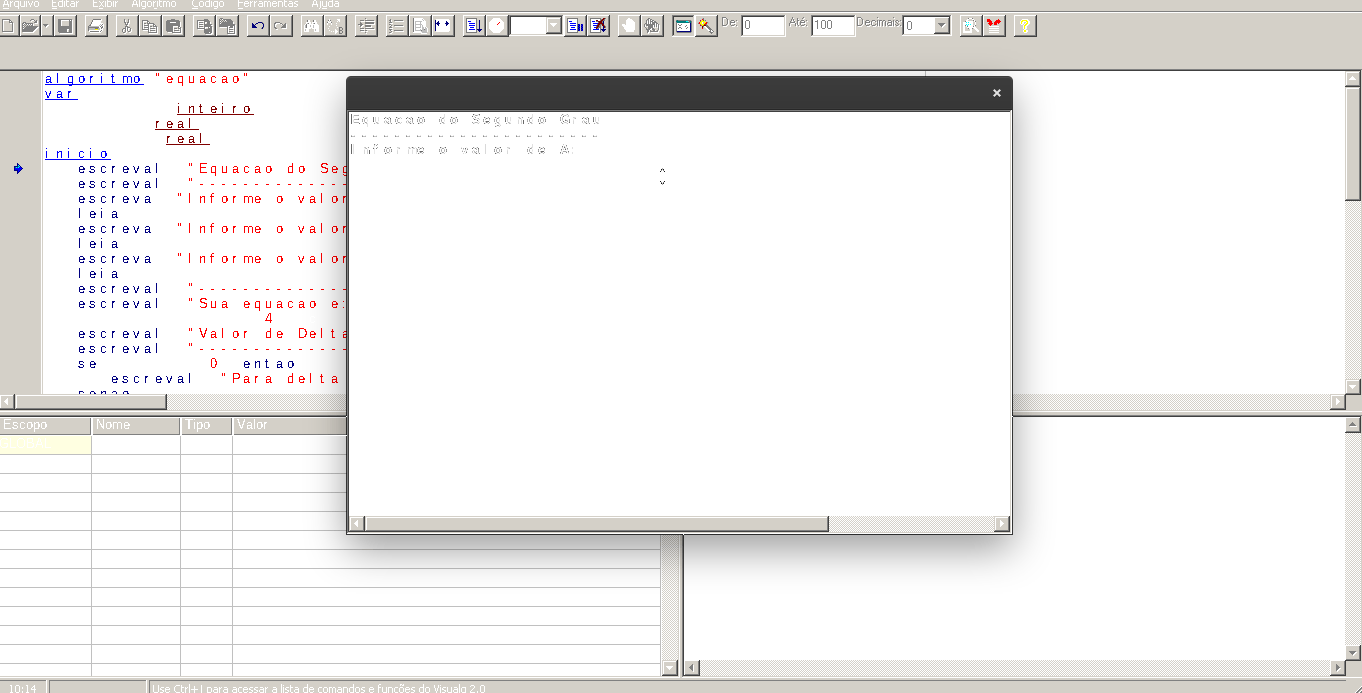 Arquivo Editar Exibir Algoritmo Código Ferramentas Ajuda
De: 0 Até: 100 Decimais: 0
algoritmo "equacao"
var
inteiro
real
real
inicio
escreval "Equacao do Seg
escreval "--------------
escreva "Informe o valor
leia
escreva "Informe o valor
leia
escreva "Informe o valor
leia
escreval "--------------
escreval "Sua equacao e:
4
escreval "Valor de Delta
escreval "--------------
se 0 entao
escreval "Para delta
senao
Equacao do Segundo Grau
-----------------------
Informe o valor de A:
Escopo Nome Tipo Valor
10:14 Use Ctrl+J para acessar a lista de comandos e funções do Visualg 2.0